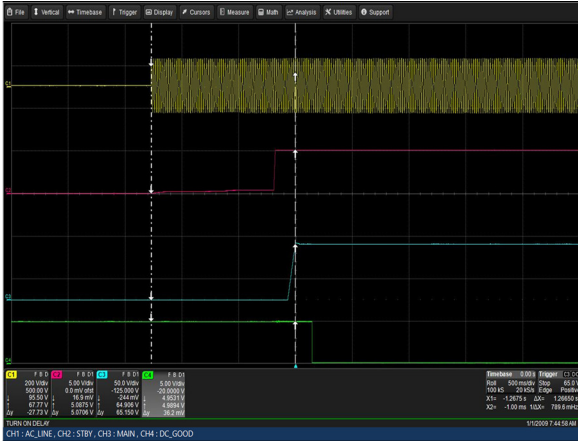 File Vertical Timebase Trigger Display Cursors Measure Math Analysis Utilities Support
C1 F B D C2 F B D1 C3 F B D1 C4 F B D1
200 V/div 5.00 V/div 50.0 V/div 5.00 V/div
500.00 V 0.0 mV ofst -125.000 V -20.0000 V
95.50 V 16.9 mV -244 mV 4.9531 V
67.77 V 5.0875 V 64.906 V 4.9894 V
Δy -27.73 V Δy 5.0706 V Δy 65.150 V Δy 36.2 mV
Timebase 0.00 s Trigger C3 DC
Roll 500 ms/div Stop 65.0 V
100 kS 20 kS/s Edge Positive
X1= -1.2675 s ΔX= 1.26650 s
X2= -1.00 ms 1/ΔX= 789.6 mHz
TURN ON DELAY 1/1/2009 7:44:58 AM
CH1 : AC_LINE , CH2 : STBY , CH3 : MAIN , CH4 : DC_GOOD